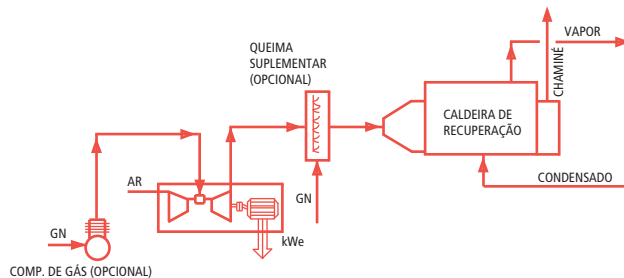 QUEIMA
SUPLEMENTAR
(OPCIONAL)
VAPOR
CHAMINÉ
CALDEIRA DE
RECUPERAÇÃO
CONDENSADO
AR
GN
GN
kWe
COMP. DE GÁS (OPCIONAL)